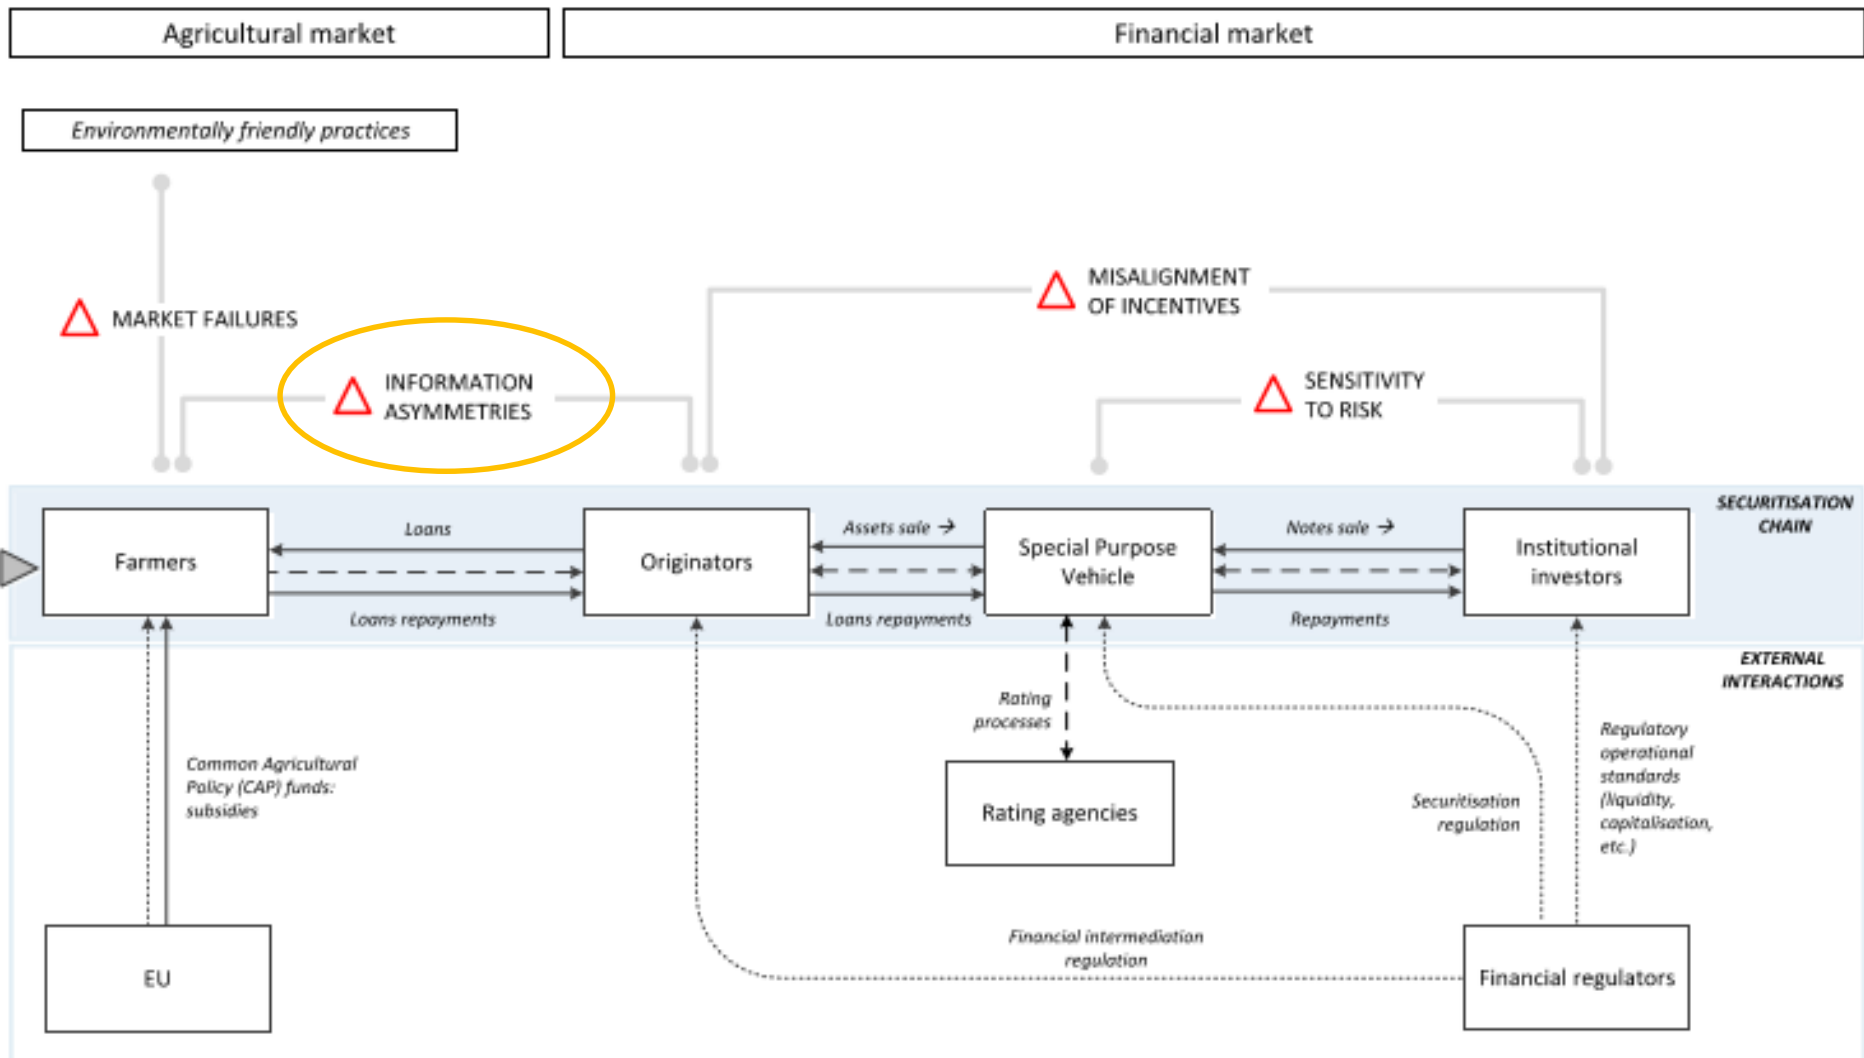 Agricultural market
Financial market
Environmentally friendly practices
MARKET FAILURES
INFORMATION
ASYMMETRIES
MISALIGNMENT
OF INCENTIVES
SENSITIVITY
TO RISK
SECURITISATION
CHAIN
Farmers
Loans
Loans repayments
Originators
Assets sale →
Loans repayments
Special Purpose
Vehicle
Notes sale →
Repayments
Institutional
investors
EXTERNAL
INTERACTIONS
Common Agricultural
Policy (CAP) funds:
subsidies
Rating
processes
Rating agencies
Securitisation
regulation
Regulatory
operational
standards
(liquidity,
capitalisation,
etc.)
Financial intermediation
regulation
EU
Financial regulators